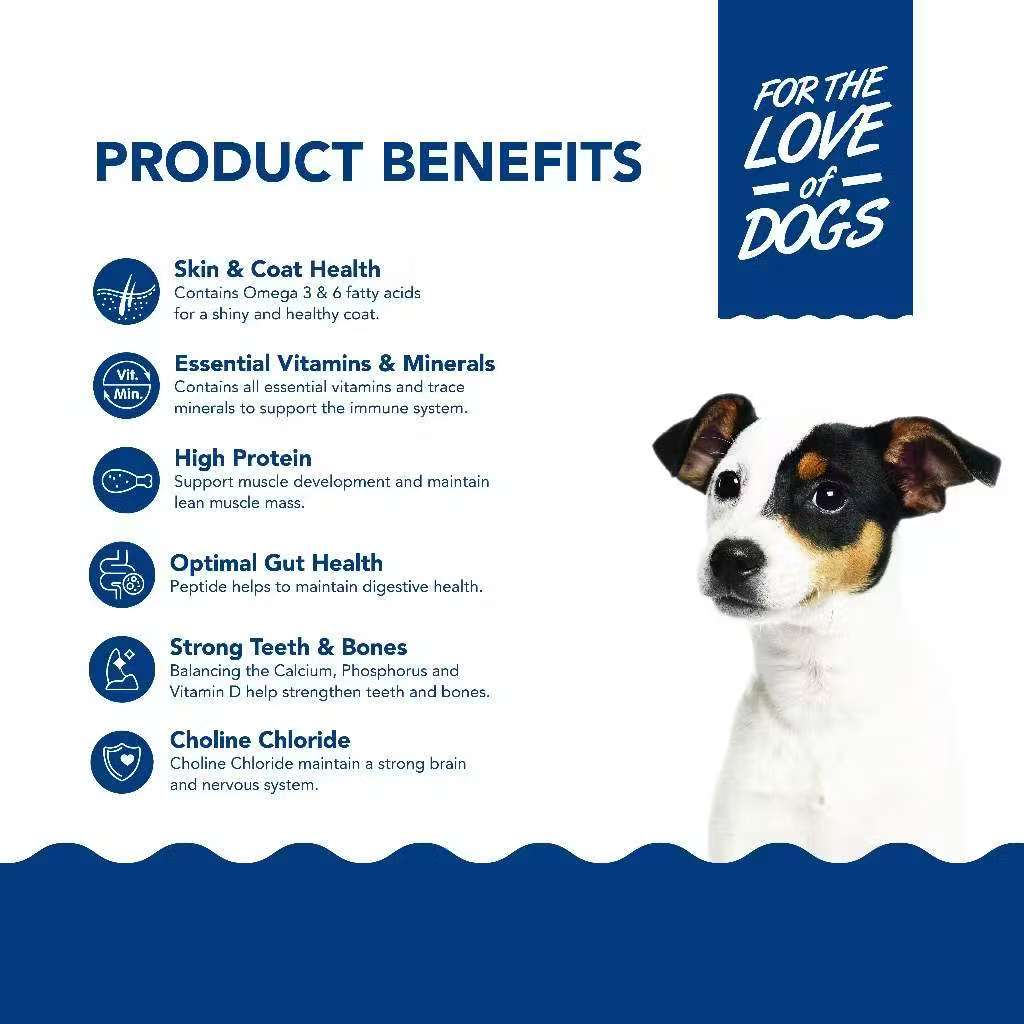 FOR THE
LOVE
of
DOGS
PRODUCT BENEFITS
Skin & Coat Health
Contains Omega 3 & 6 fatty acids
for a shiny and healthy coat.
Vit.
Min.
Essential Vitamins & Minerals
Contains all essential vitamins and trace
minerals to support the immune system.
High Protein
Support muscle development and maintain
lean muscle mass.
Optimal Gut Health
Peptide helps to maintain digestive health.
Strong Teeth & Bones
Balancing the Calcium, Phosphorus and
Vitamin D help strengthen teeth and bones.
Choline Chloride
Choline Chloride maintain a strong brain
and nervous system.